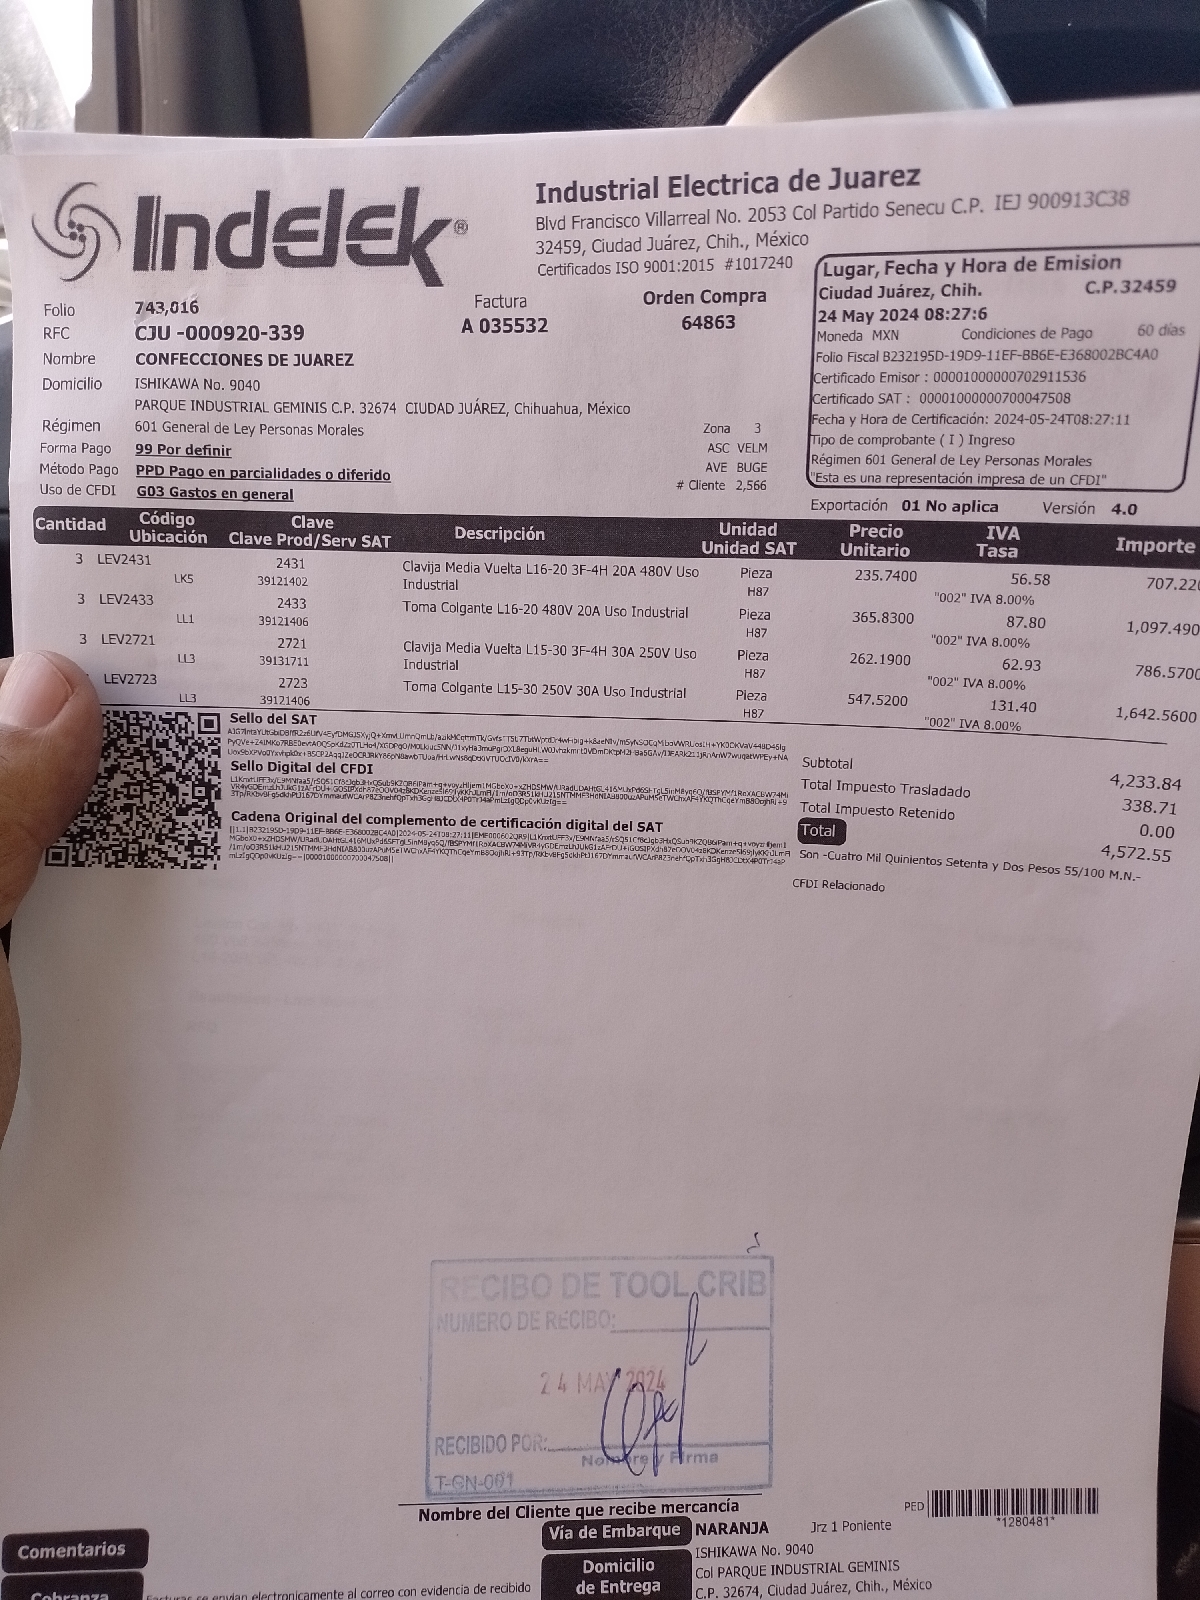 Indelek®
Industrial Electrica de Juarez
Blvd Francisco Villarreal No. 2053 Col Partido Senecu C.P. IEJ 900913C38
32459, Ciudad Juárez, Chih., México
Certificados ISO 9001:2015 #1017240
Folio 743,016
Factura
A 035532
Orden Compra
64863
RFC CJU -000920-339
Nombre CONFECCIONES DE JUAREZ
Domicilio ISHIKAWA No. 9040
PARQUE INDUSTRIAL GEMINIS C.P. 32674 CIUDAD JUÁREZ, Chihuahua, México
Régimen 601 General de Ley Personas Morales
Forma Pago 99 Por definir
Método Pago PPD Pago en parcialidades o diferido
Uso de CFDI G03 Gastos en general
Zona 3
ASC VELM
AVE BUGE
# Cliente 2,566
Lugar, Fecha y Hora de Emision
Ciudad Juárez, Chih. C.P.32459
24 May 2024 08:27:6
Moneda MXN Condiciones de Pago 60 días
Folio Fiscal B232195D-19D9-11EF-BB6E-E368002BC4A0
Certificado Emisor : 00001000000702911536
Certificado SAT : 00001000000700047508
Fecha y Hora de Certificación: 2024-05-24T08:27:11
Tipo de comprobante ( I ) Ingreso
Régimen 601 General de Ley Personas Morales
"Esta es una representación impresa de un CFDI"
Exportación 01 No aplica Versión 4.0
Cantidad Código Ubicación Clave Clave Prod/Serv SAT Descripción Unidad Unidad SAT Precio Unitario IVA Tasa Importe
3 LEV2431 2431 Clavija Media Vuelta L16-20 3F-4H 20A 480V Uso Pieza 235.7400 56.58 707.220
LK5 39121402 Industrial H87 "002" IVA 8.00%
3 LEV2433 2433 Toma Colgante L16-20 480V 20A Uso Industrial Pieza 365.8300 87.80 1,097.490
LL1 39121406 H87 "002" IVA 8.00%
3 LEV2721 2721 Clavija Media Vuelta L15-30 3F-4H 30A 250V Uso Pieza 262.1900 62.93 786.5700
LL3 39131711 Industrial H87 "002" IVA 8.00%
LEV2723 2723 Toma Colgante L15-30 250V 30A Uso Industrial Pieza 547.5200 131.40 1,642.5600
LL3 39121406 H87 "002" IVA 8.00%
Sello del SAT
Sello Digital del CFDI
Cadena Original del complemento de certificación digital del SAT
Subtotal 4,233.84
Total Impuesto Trasladado 338.71
Total Impuesto Retenido 0.00
Total 4,572.55
Son -Cuatro Mil Quinientos Setenta y Dos Pesos 55/100 M.N.-
CFDI Relacionado
RECIBO DE TOOL CRIB
NUMERO DE RECIBO:
24 MAY 2024
RECIBIDO POR:
Nombre y Firma
T-CN-001
Nombre del Cliente que recibe mercancía
PED
*1280481*
Vía de Embarque NARANJA Jrz 1 Poniente
Comentarios
Domicilio de Entrega
ISHIKAWA No. 9040
Col PARQUE INDUSTRIAL GEMINIS
C.P. 32674, Ciudad Juárez, Chih., México
Cobranza
Facturas se envian electronicamente al correo con evidencia de recibido